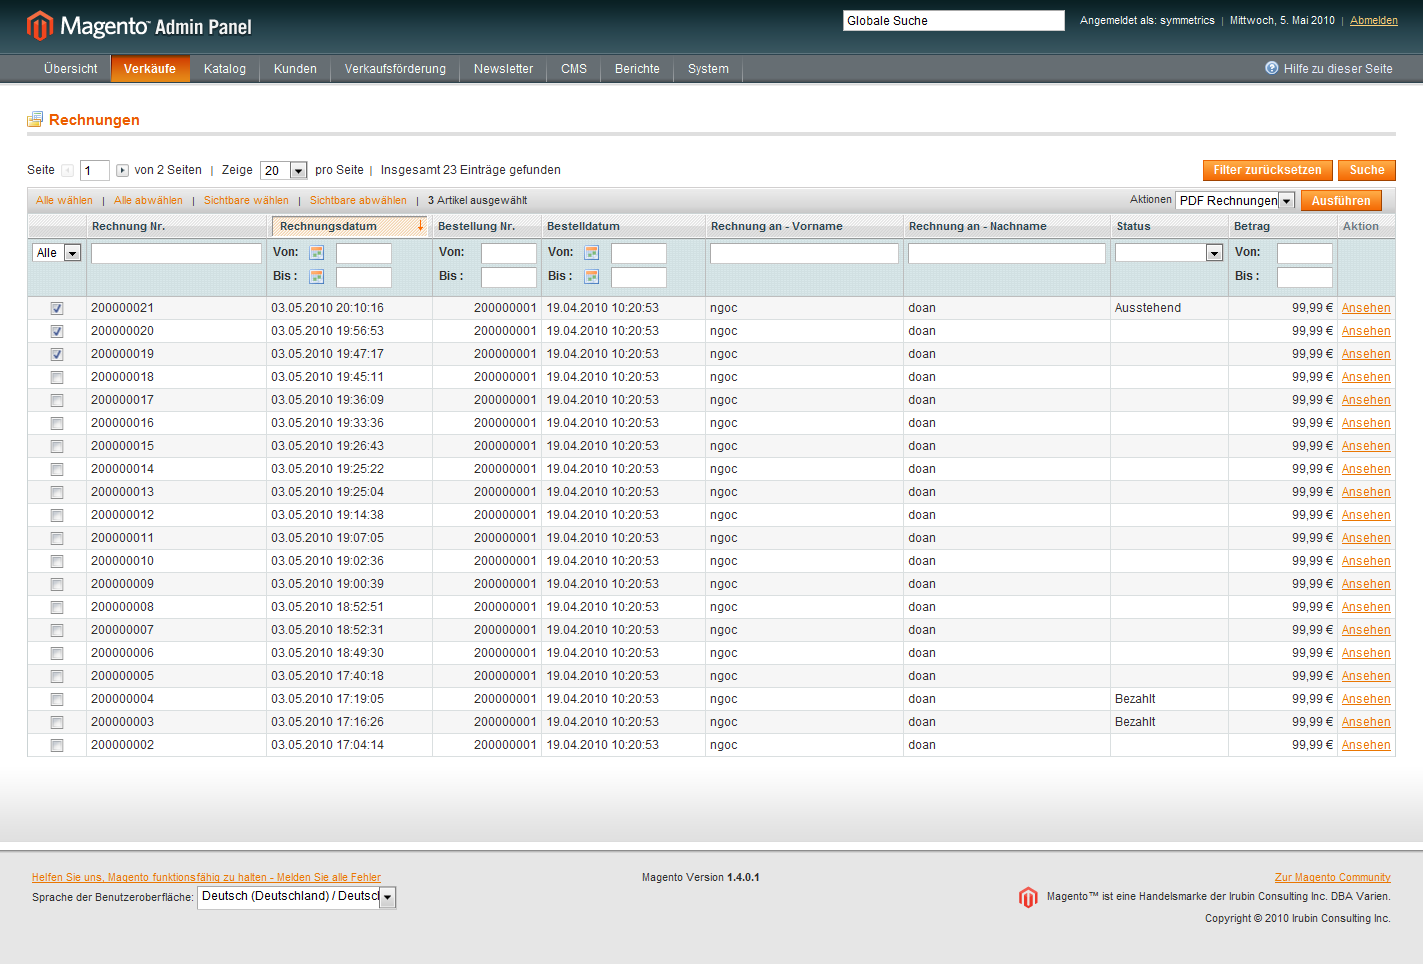 Magento™ Admin Panel
Globale Suche
Angemeldet als: symmetrics | Mittwoch, 5. Mai 2010 | Abmelden
Übersicht Verkäufe Katalog Kunden Verkaufsförderung Newsletter CMS Berichte System Hilfe zu dieser Seite
Rechnungen
Seite 1 von 2 Seiten | Zeige 20 pro Seite | Insgesamt 23 Einträge gefunden Filter zurücksetzen Suche
Alle wählen | Alle abwählen | Sichtbare wählen | Sichtbare abwählen | 3 Artikel ausgewählt Aktionen PDF Rechnungen Ausführen
Rechnung Nr. Rechnungsdatum Bestellung Nr. Bestelldatum Rechnung an - Vorname Rechnung an - Nachname Status Betrag Aktion
Alle Von: Von: Von: Von:
Bis : Bis : Bis : Bis :
200000021 03.05.2010 20:10:16 200000001 19.04.2010 10:20:53 ngoc doan Ausstehend 99,99 € Ansehen
200000020 03.05.2010 19:56:53 200000001 19.04.2010 10:20:53 ngoc doan 99,99 € Ansehen
200000019 03.05.2010 19:47:17 200000001 19.04.2010 10:20:53 ngoc doan 99,99 € Ansehen
200000018 03.05.2010 19:45:11 200000001 19.04.2010 10:20:53 ngoc doan 99,99 € Ansehen
200000017 03.05.2010 19:36:09 200000001 19.04.2010 10:20:53 ngoc doan 99,99 € Ansehen
200000016 03.05.2010 19:33:36 200000001 19.04.2010 10:20:53 ngoc doan 99,99 € Ansehen
200000015 03.05.2010 19:26:43 200000001 19.04.2010 10:20:53 ngoc doan 99,99 € Ansehen
200000014 03.05.2010 19:25:22 200000001 19.04.2010 10:20:53 ngoc doan 99,99 € Ansehen
200000013 03.05.2010 19:25:04 200000001 19.04.2010 10:20:53 ngoc doan 99,99 € Ansehen
200000012 03.05.2010 19:14:38 200000001 19.04.2010 10:20:53 ngoc doan 99,99 € Ansehen
200000011 03.05.2010 19:07:05 200000001 19.04.2010 10:20:53 ngoc doan 99,99 € Ansehen
200000010 03.05.2010 19:02:36 200000001 19.04.2010 10:20:53 ngoc doan 99,99 € Ansehen
200000009 03.05.2010 19:00:39 200000001 19.04.2010 10:20:53 ngoc doan 99,99 € Ansehen
200000008 03.05.2010 18:52:51 200000001 19.04.2010 10:20:53 ngoc doan 99,99 € Ansehen
200000007 03.05.2010 18:52:31 200000001 19.04.2010 10:20:53 ngoc doan 99,99 € Ansehen
200000006 03.05.2010 18:49:30 200000001 19.04.2010 10:20:53 ngoc doan 99,99 € Ansehen
200000005 03.05.2010 17:40:18 200000001 19.04.2010 10:20:53 ngoc doan 99,99 € Ansehen
200000004 03.05.2010 17:19:05 200000001 19.04.2010 10:20:53 ngoc doan Bezahlt 99,99 € Ansehen
200000003 03.05.2010 17:16:26 200000001 19.04.2010 10:20:53 ngoc doan Bezahlt 99,99 € Ansehen
200000002 03.05.2010 17:04:14 200000001 19.04.2010 10:20:53 ngoc doan 99,99 € Ansehen
Helfen Sie uns, Magento funktionsfähig zu halten - Melden Sie alle Fehler Magento Version 1.4.0.1 Zur Magento Community
Sprache der Benutzeroberfläche: Deutsch (Deutschland) / Deutsc Magento™ ist eine Handelsmarke der Irubin Consulting Inc. DBA Varien.
Copyright © 2010 Irubin Consulting Inc.